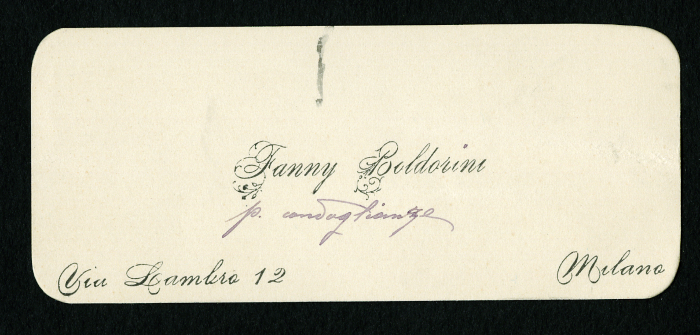 Fanny Boldorini
p. condoglianze
Via Lambro 12
Milano